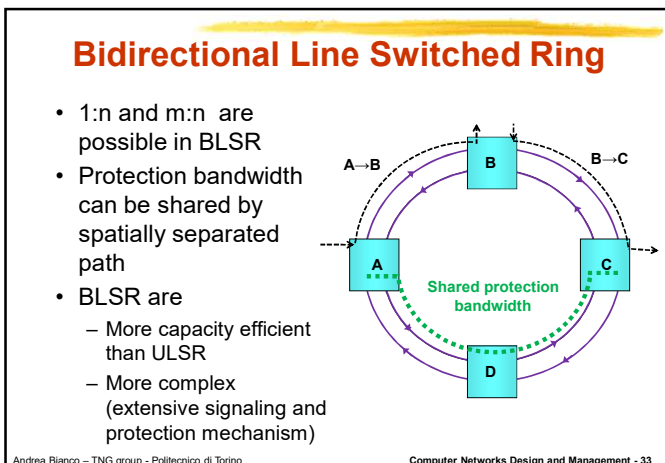 Bidirectional Line Switched Ring
• 1:n and m:n are
possible in BLSR
• Protection bandwidth
can be shared by
spatially separated
path
• BLSR are
– More capacity efficient
than ULSR
– More complex
(extensive signaling and
protection mechanism)
A→B
B
B→C
A
C
Shared protection
bandwidth
D
Andrea Bianco – TNG group - Politecnico di Torino
Computer Networks Design and Management - 33